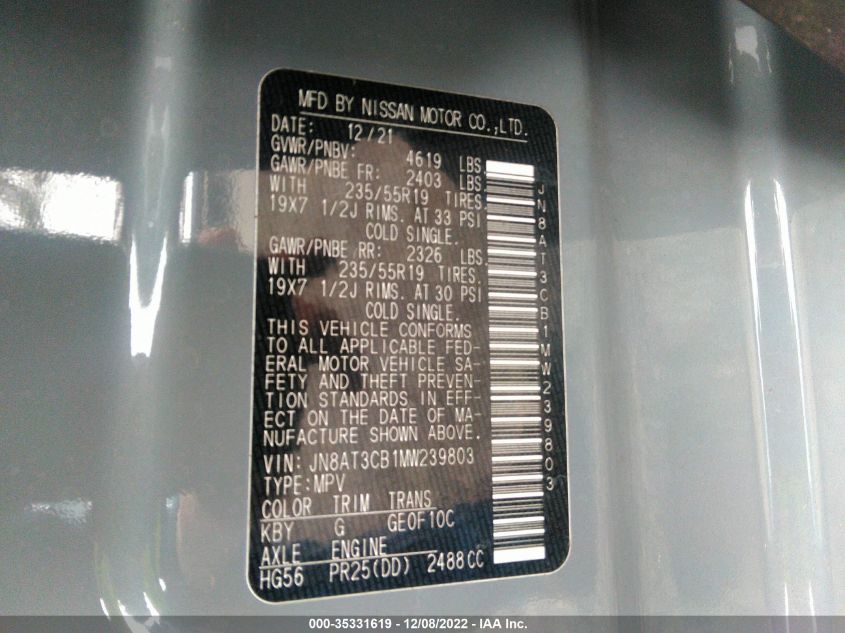 MFD BY NISSAN MOTOR CO.,LTD.
DATE: 12/21
GVWR/PNBV: 4619 LBS.
GAWR/PNBE FR: 2403 LBS.
WITH 235/55R19 TIRES.
19X7 1/2J RIMS. AT 33 PSI
COLD SINGLE.
GAWR/PNBE RR: 2326 LBS.
WITH 235/55R19 TIRES.
19X7 1/2J RIMS. AT 30 PSI
COLD SINGLE.
THIS VEHICLE CONFORMS
TO ALL APPLICABLE FED-
ERAL MOTOR VEHICLE SA-
FETY AND THEFT PREVEN-
TION STANDARDS IN EFF-
ECT ON THE DATE OF MA-
NUFACTURE SHOWN ABOVE.
VIN: JN8AT3CB1MW239803
TYPE:MPV
COLOR TRIM TRANS
KBY G GE0F10C
AXLE ENGINE
HG56 PR25(DD) 2488CC
JN8AT3CB1MW239803
000-35331619 - 12/08/2022 - IAA Inc.